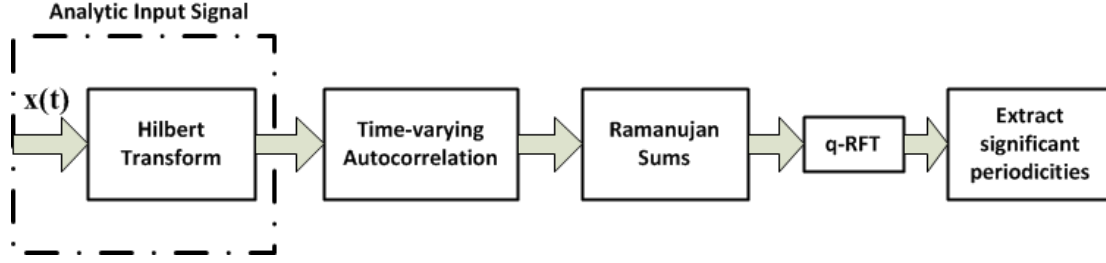 Analytic Input Signal
x(t)
Hilbert
Transform
Time-varying
Autocorrelation
Ramanujan
Sums
q-RFT
Extract
significant
periodicities